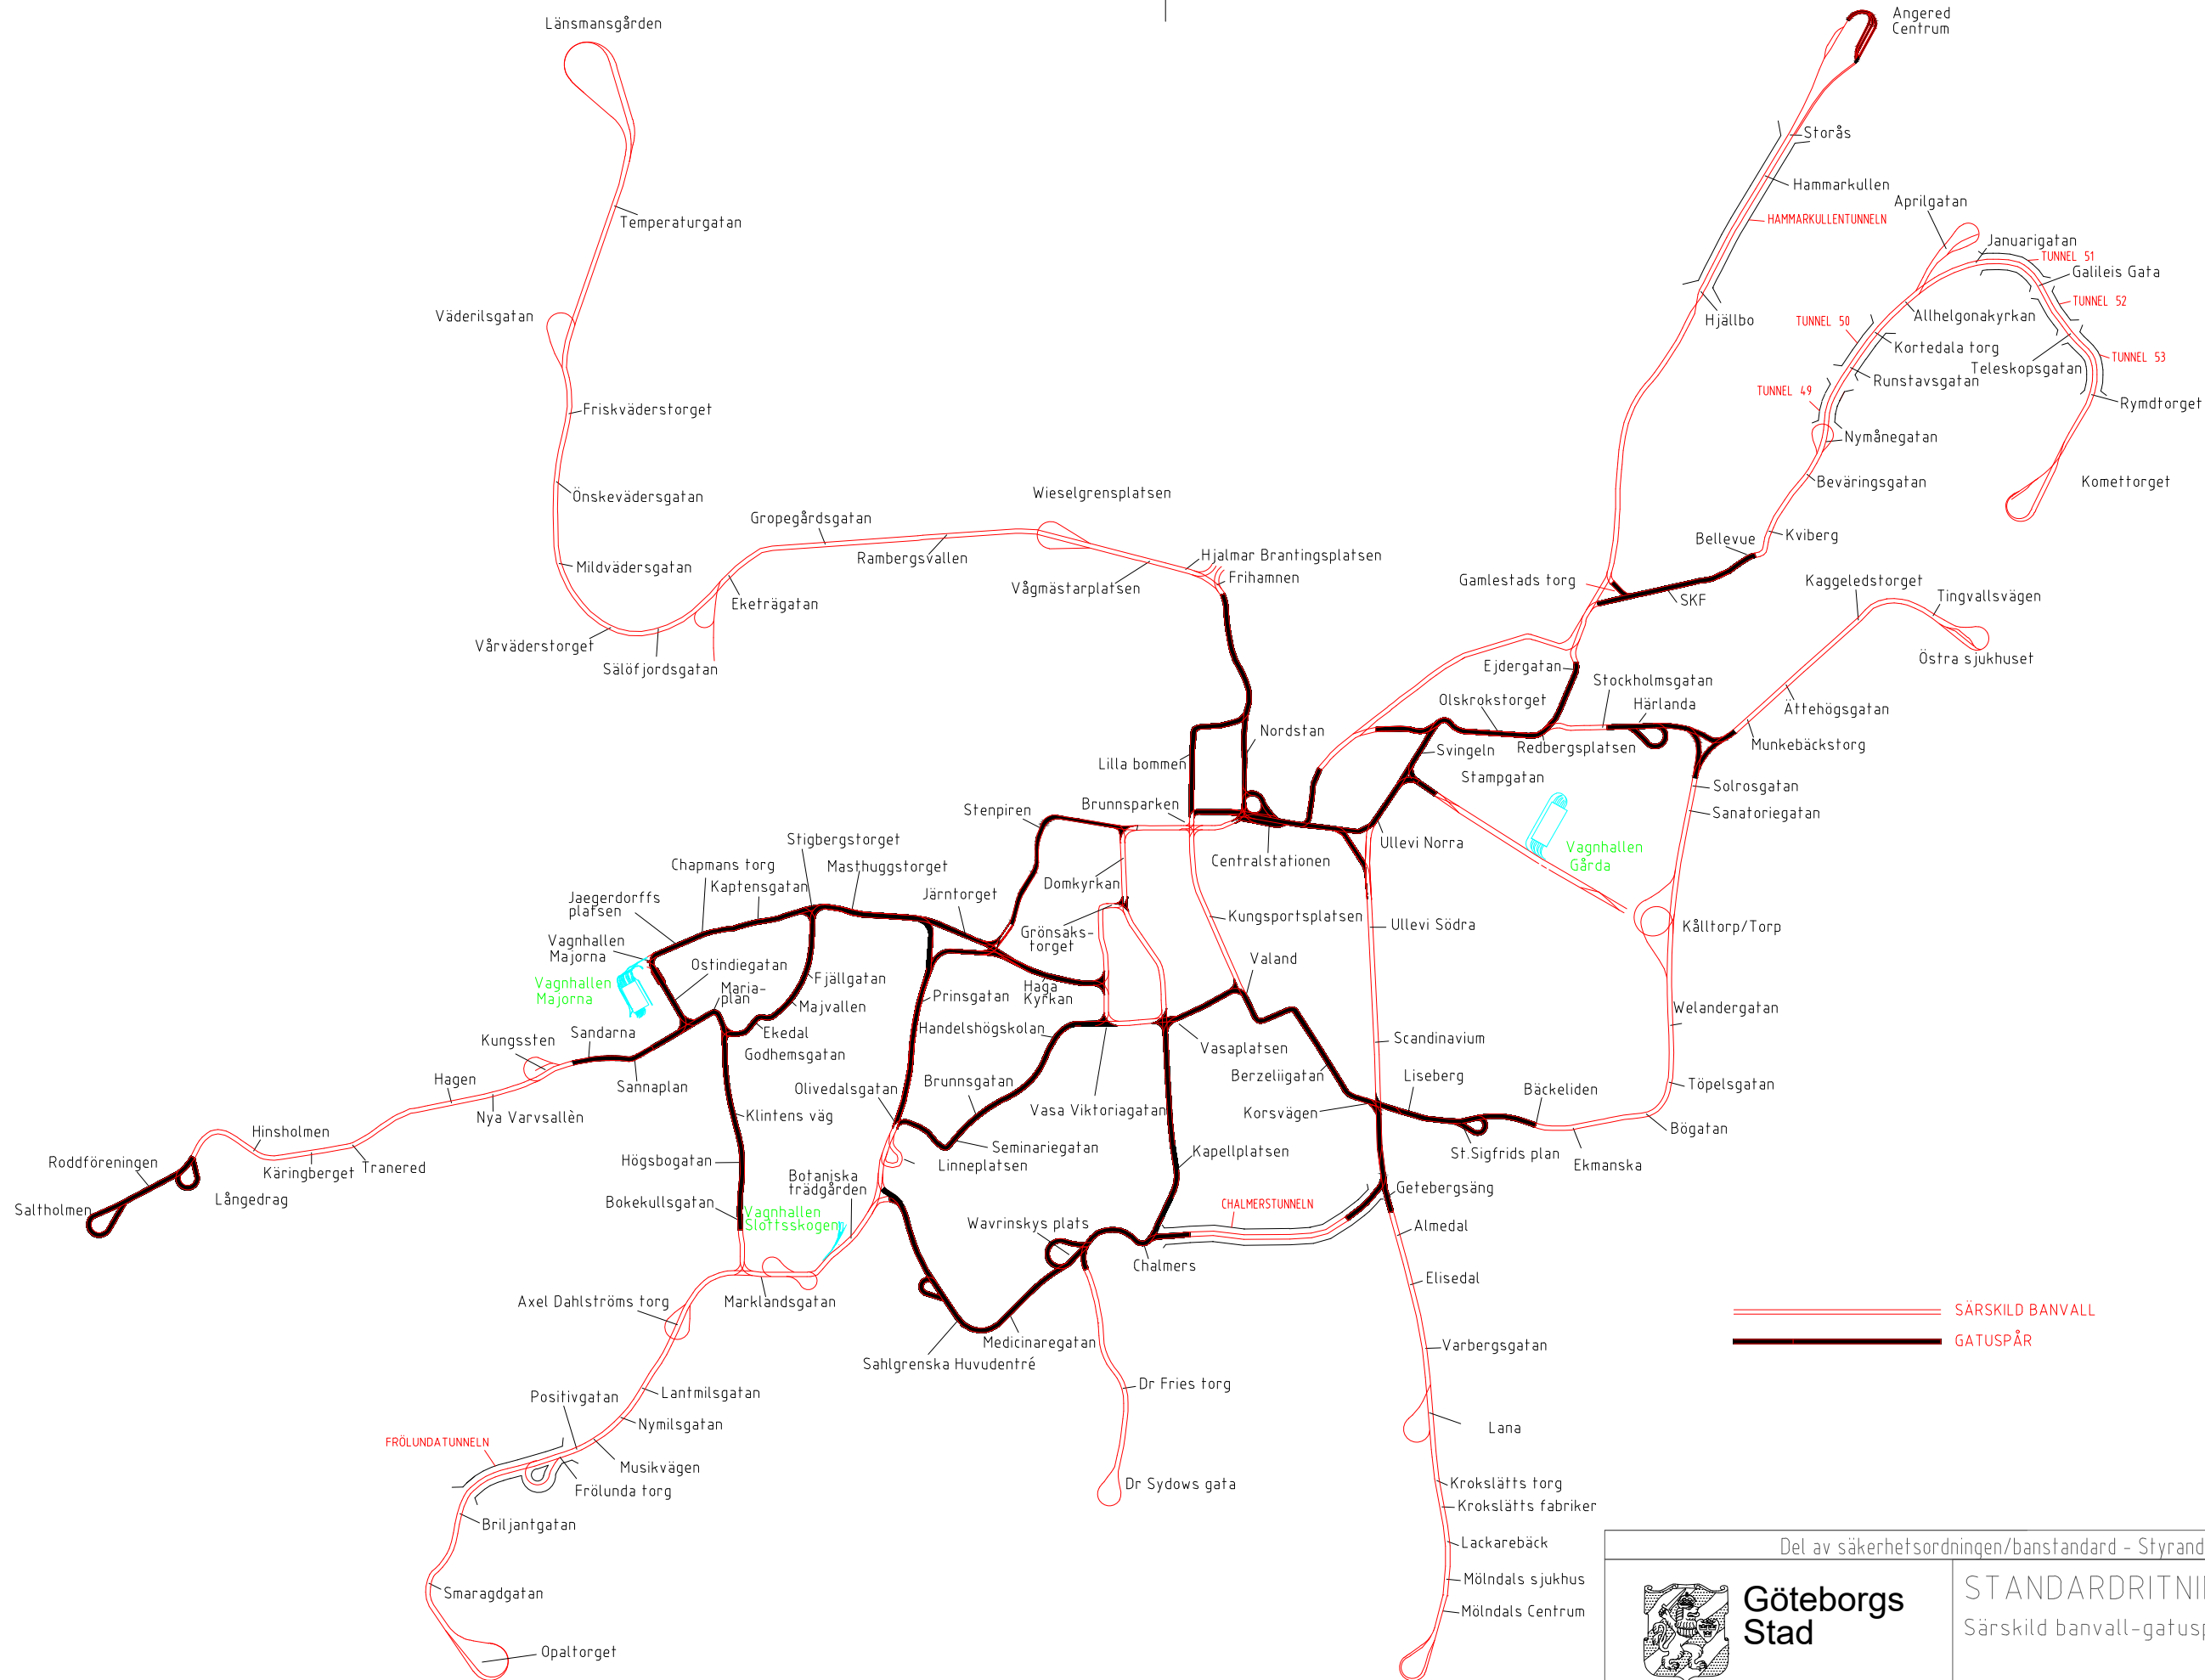 Länsmansgården
Angered
Centrum
Storås
Hammarkullen
HAMMARKULLENTUNNELN
Aprilgatan
Temperaturgatan
Januarigatan
TUNNEL 51
Galileis Gata
TUNNEL 52
Väderilsgatan
Hjällbo
TUNNEL 50
Allhelgonakyrkan
Kortedala torg
TUNNEL 53
Teleskopsgatan
Runstavsgatan
TUNNEL 49
Rymdtorget
Friskväderstorget
Nymånegatan
Komettorget
Beväringsgatan
Önskevädersgatan
Wieselgrensplatsen
Gropegårdsgatan
Rambergsvallen
Kviberg
Bellevue
Hjalmar Brantingsplatsen
Frihamnen
Vågmästarplatsen
Mildvädersgatan
Eketrägatan
Gamlestads torg
SKF
Kaggeledstorget
Tingvallsvägen
Vårväderstorget
Sälöfjordsgatan
Östra sjukhuset
Ejdergatan
Stockholmsgatan
Härlanda
Olskrokstorget
Ättehögsgatan
Nordstan
Svingeln
Redbergsplatsen
Munkebäckstorg
Lilla bommen
Stampgatan
Solrosgatan
Sanatoriegatan
Brunnsparken
Stenpiren
Stigbergstorget
Ullevi Norra
Vagnhallen
Gårda
Centralstationen
Masthuggstorget
Chapmans torg
Kaptensgatan
Domkyrkan
Järntorget
Jaegerdorffs
platsen
Kungsportsplatsen
Ullevi Södra
Kålltorp/Torp
Grönsaks-
torget
Vagnhallen
Majorna
Ostindiegatan
Valand
Vagnhallen
Majorna
Fjällgatan
Maria-
plan
Haga
Kyrkan
Prinsgatan
Majvallen
Welandergatan
Handelshögskolan
Sandarna
Ekedal
Kungssten
Scandinavium
Vasaplatsen
Godhemsgatan
Hagen
Sannaplan
Olivedalsgatan
Brunnsgatan
Berzeliigatan
Liseberg
Bäckeliden
Töpelsgatan
Nya Varvsallèn
Klintens väg
Vasa Viktoriagatan
Korsvägen
Hinsholmen
Bögatan
Roddföreningen
Käringberget
Tranered
Högsbogatan
Seminariegatan
Linneplatsen
Kapellplatsen
St.Sigfrids plan
Ekmanska
Botaniska
trädgården
Långedrag
Saltholmen
Bokekullsgatan
Vagnhallen
Slottsskogen
CHALMERSTUNNELN
Getebergsäng
Wavrinskys plats
Almedal
Chalmers
Elisedal
Axel Dahlströms torg
Marklandsgatan
SÄRSKILD BANVALL
GATUSPÅR
Medicinaregatan
Sahlgrenska Huvudentré
Varbergsgatan
Dr Fries torg
Positivgatan
Lantmilsgatan
Nymilsgatan
Lana
FRÖLUNDATUNNELN
Musikvägen
Frölunda torg
Dr Sydows gata
Krokslätts torg
Krokslätts fabriker
Briljantgatan
Lackarebäck
Mölndals sjukhus
Smaragdgatan
Mölndals Centrum
Opaltorget
Del av säkerhetsordningen/banstandard - Styrand
Göteborgs
Stad
STANDARDRITNI
Särskild banvall-gatusp